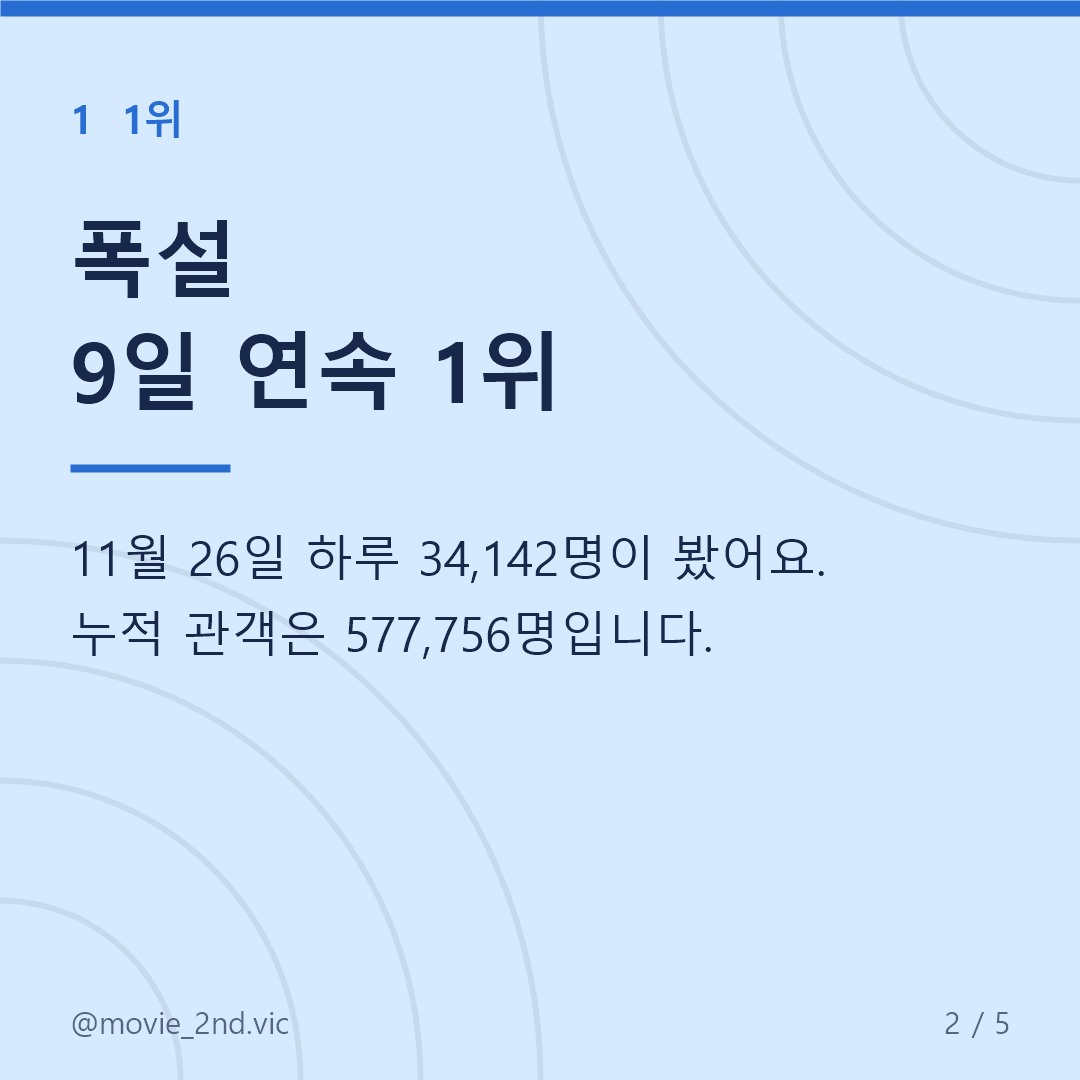 1 1위
폭설
9일 연속 1위
11월 26일 하루 34,142명이 봤어요.
누적 관객은 577,756명입니다.
@movie_2nd.vic
2 / 5